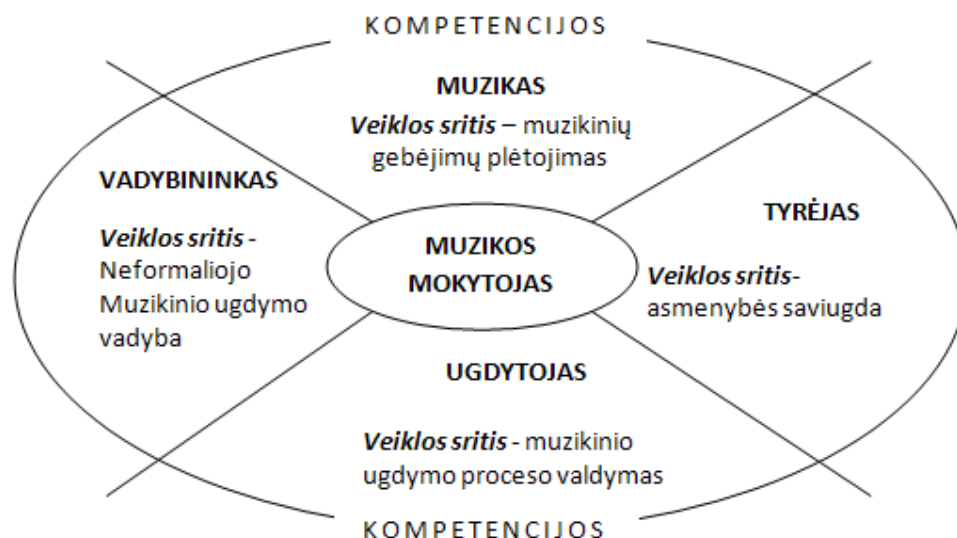 KOMPETENCIJOS
MUZIKAS
Veiklos sritis – muzikinių
gebėjimų plėtojimas
VADYBININKAS
Veiklos sritis -
Neformaliojo
Muzikinio ugdymo
vadyba
MUZIKOS
MOKYTOJAS
TYRĖJAS
Veiklos sritis-
asmenybės saviugda
UGDYTOJAS
Veiklos sritis - muzikinio
ugdymo proceso valdymas
KOMPETENCIJOS